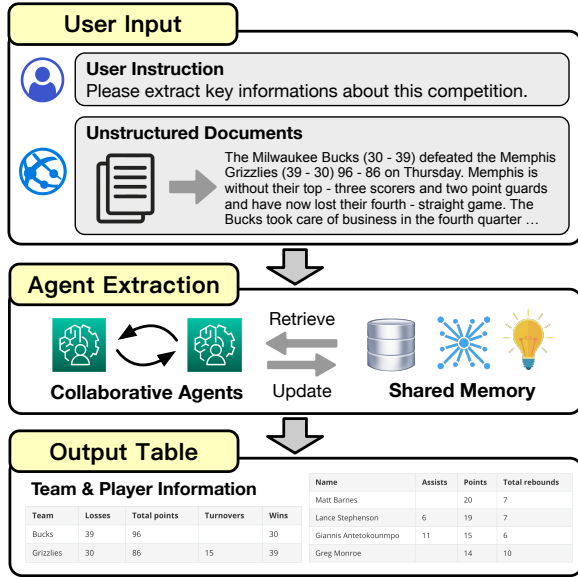 User Input
User Instruction
Please extract key informations about this competition.
Unstructured Documents
The Milwaukee Bucks (30 - 39) defeated the Memphis
Grizzlies (39 - 30) 96 - 86 on Thursday. Memphis is
without their top - three scorers and two point guards
and have now lost their fourth - straight game. The
Bucks took care of business in the fourth quarter ...
Agent Extraction
Retrieve
Update
Collaborative Agents
Shared Memory
Output Table
Team & Player Information
Team Losses Total points Turnovers Wins
Bucks 39 96 30
Grizzlies 30 86 15 39
Name Assists Points Total rebounds
Matt Barnes 20 7
Lance Stephenson 6 19 7
Giannis Antetokounmpo 11 15 6
Greg Monroe 14 10